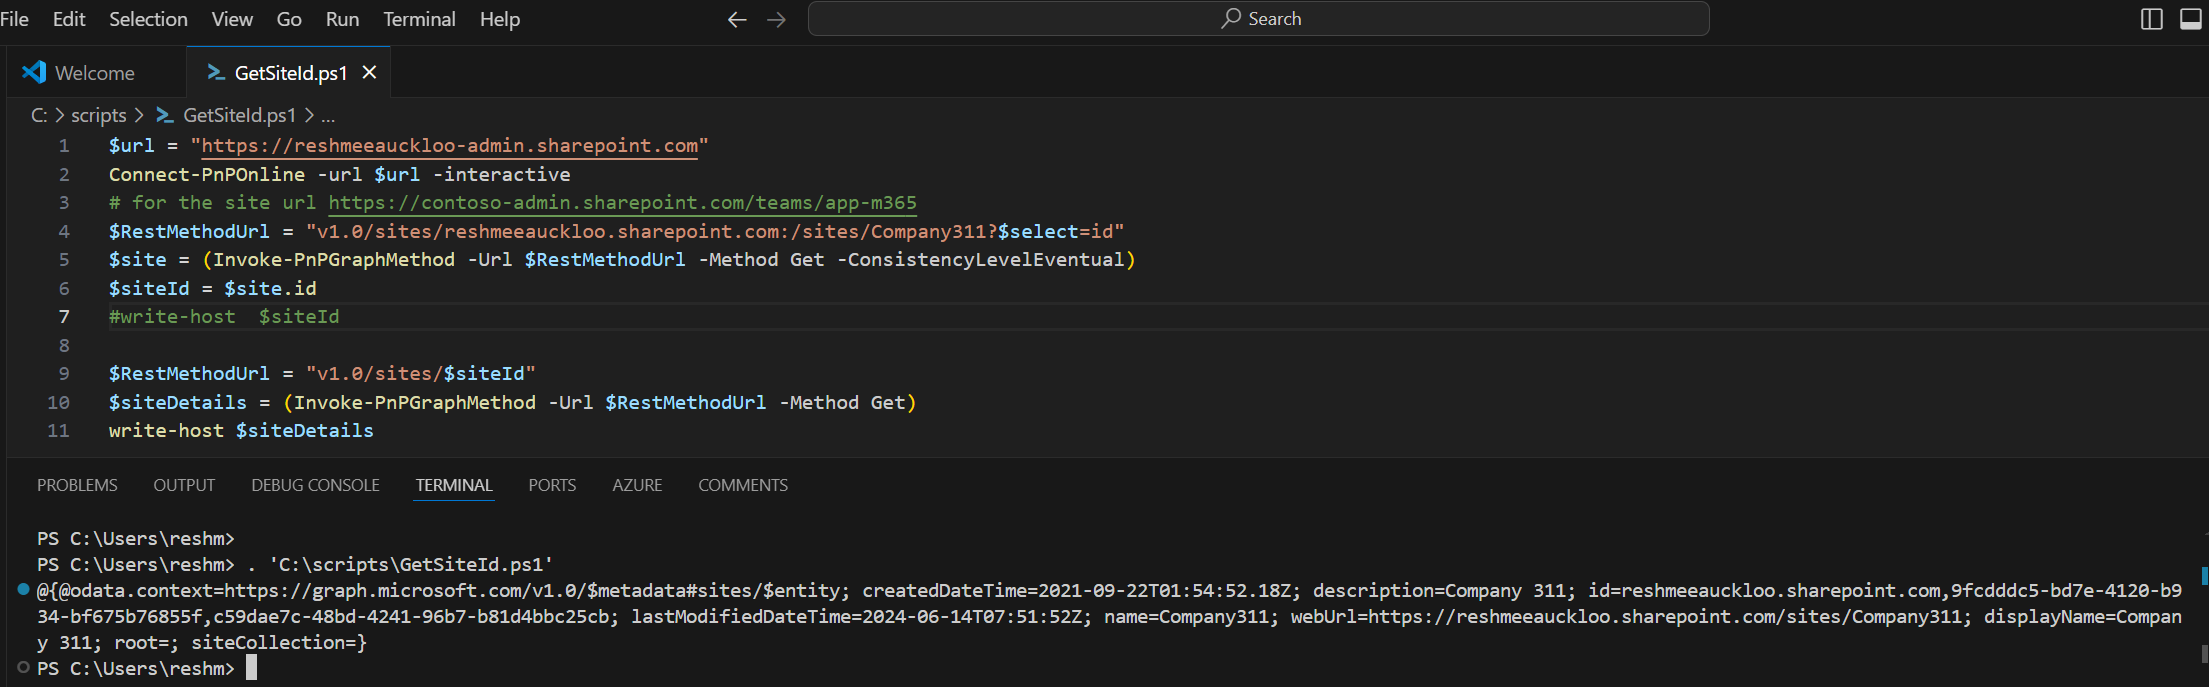 File Edit Selection View Go Run Terminal Help
Search
Welcome
GetSiteId.ps1
C: > scripts > GetSiteId.ps1 > ...
1 $url = "https://reshmeeauckloo-admin.sharepoint.com"
2 Connect-PnPOnline -url $url -interactive
3 # for the site url https://contoso-admin.sharepoint.com/teams/app-m365
4 $RestMethodUrl = "v1.0/sites/reshmeeauckloo.sharepoint.com:/sites/Company311?$select=id"
5 $site = (Invoke-PnPGraphMethod -Url $RestMethodUrl -Method Get -ConsistencyLevelEventual)
6 $siteId = $site.id
7 #write-host  $siteId
8
9 $RestMethodUrl = "v1.0/sites/$siteId"
10 $siteDetails = (Invoke-PnPGraphMethod -Url $RestMethodUrl -Method Get)
11 write-host $siteDetails
PROBLEMS OUTPUT DEBUG CONSOLE TERMINAL PORTS AZURE COMMENTS
PS C:\Users\reshm>
PS C:\Users\reshm> . 'C:\scripts\GetSiteId.ps1'
@{@odata.context=https://graph.microsoft.com/v1.0/$metadata#sites/$entity; createdDateTime=2021-09-22T01:54:52.18Z; description=Company 311; id=reshmeeauckloo.sharepoint.com,9fcdddc5-bd7e-4120-b9
34-bf675b76855f,c59dae7c-48bd-4241-96b7-b81d4bbc25cb; lastModifiedDateTime=2024-06-14T07:51:52Z; name=Company311; webUrl=https://reshmeeauckloo.sharepoint.com/sites/Company311; displayName=Compan
y 311; root=; siteCollection=}
PS C:\Users\reshm>